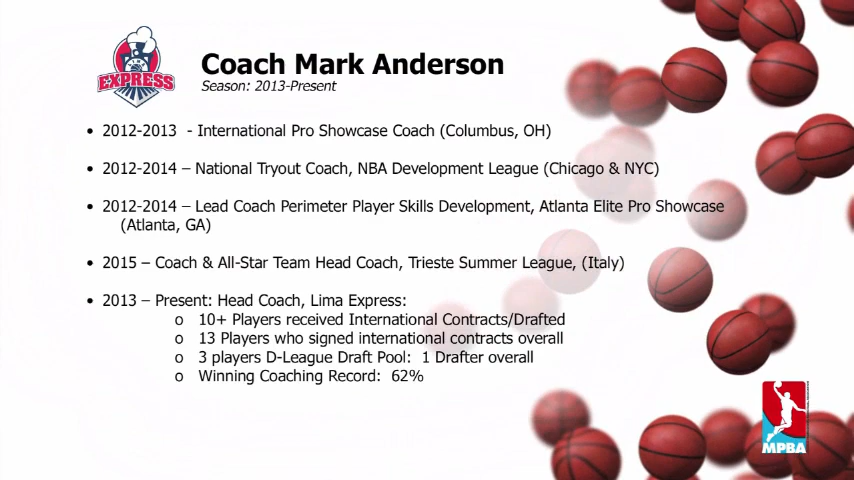 EXPRESS
Coach Mark Anderson
Season: 2013-Present
• 2012-2013 - International Pro Showcase Coach (Columbus, OH)
• 2012-2014 – National Tryout Coach, NBA Development League (Chicago & NYC)
• 2012-2014 – Lead Coach Perimeter Player Skills Development, Atlanta Elite Pro Showcase
(Atlanta, GA)
• 2015 – Coach & All-Star Team Head Coach, Trieste Summer League, (Italy)
• 2013 – Present: Head Coach, Lima Express:
o 10+ Players received International Contracts/Drafted
o 13 Players who signed international contracts overall
o 3 players D-League Draft Pool: 1 Drafter overall
o Winning Coaching Record: 62%
MPBA